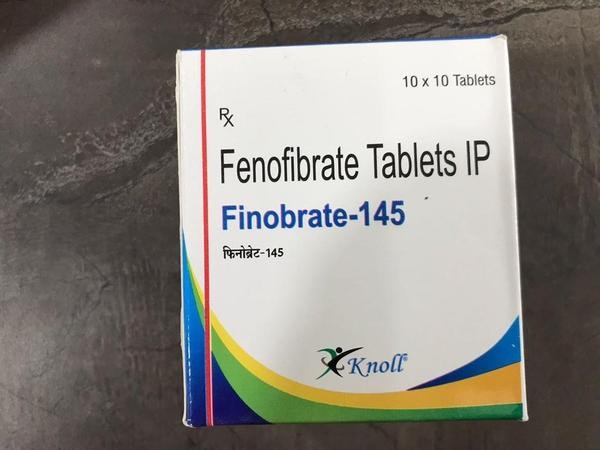 10 x 10 Tablets
Rx
Fenofibrate Tablets IP
Finobrate-145
फिनोब्रेट-145
Knoll®